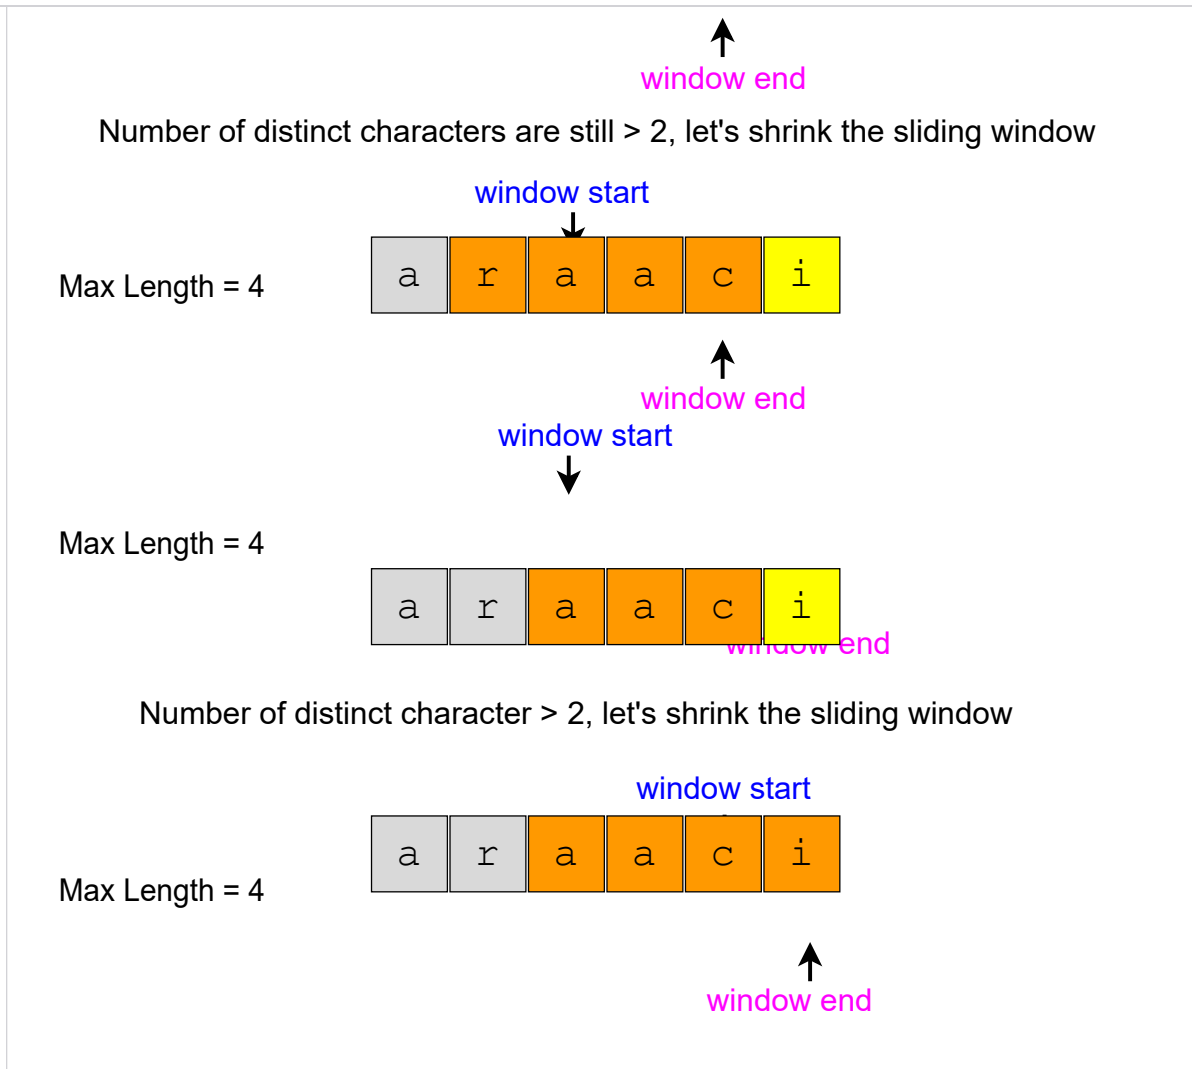 window end
Number of distinct characters are still > 2, let's shrink the sliding window
window start
Max Length = 4
a r a a c i
window end
window start
Max Length = 4
a r a a c i
window end
Number of distinct character > 2, let's shrink the sliding window
window start
a r a a c i
Max Length = 4
window end